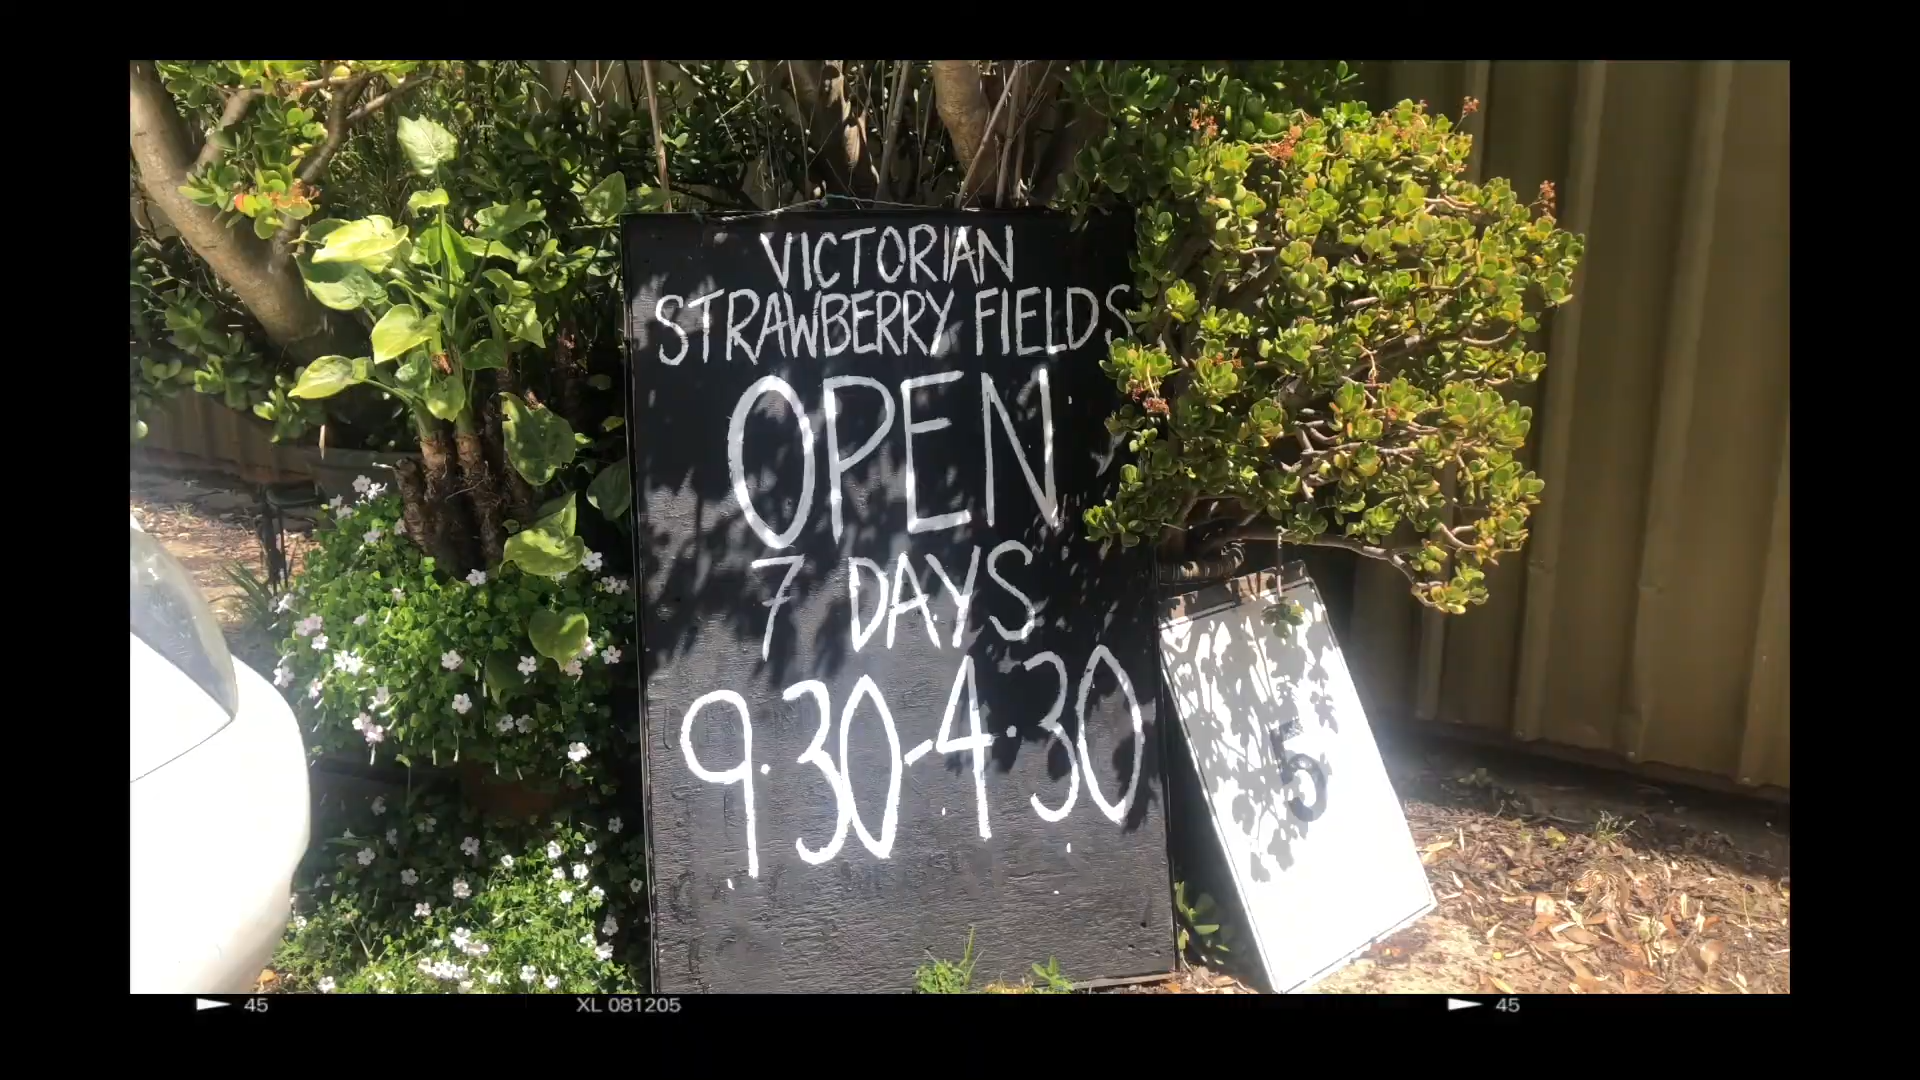 VICTORIAN
STRAWBERRY FIELDS
OPEN
7 DAYS
9.30-4.30
5
45
XL 081205
45